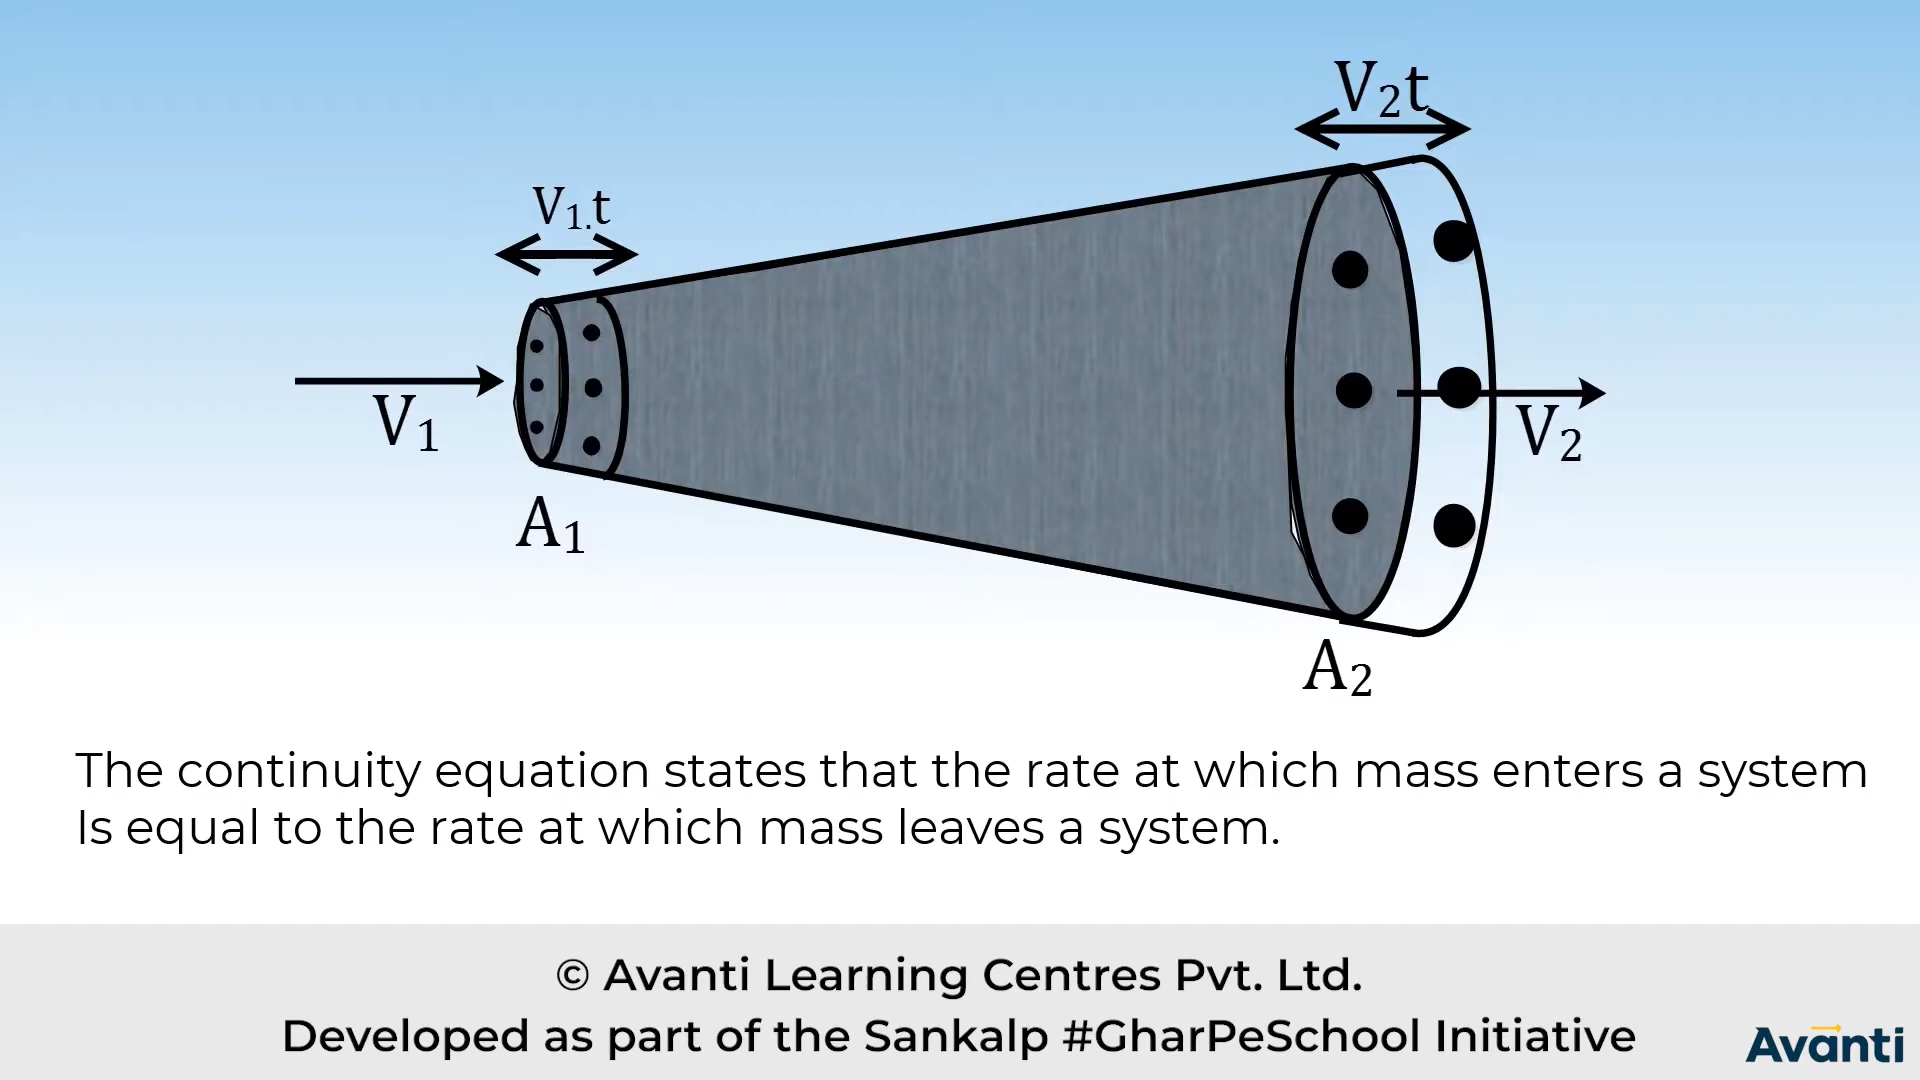 V₂t
V₁.t
V₁
V₂
A₁
A₂
The continuity equation states that the rate at which mass enters a system
Is equal to the rate at which mass leaves a system.
© Avanti Learning Centres Pvt. Ltd.
Developed as part of the Sankalp #GharPeSchool Initiative
Avanti